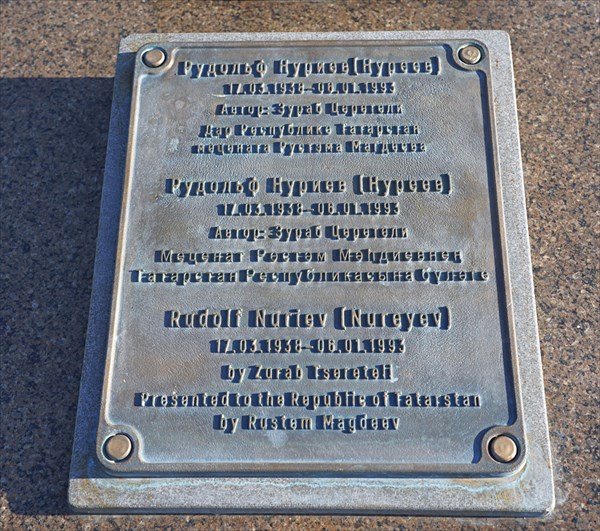 Рудольф Нуриев (Нуреев)
17.03.1938–06.01.1993
Автор: Зураб Церетели
Дар Республике Татарстан
мецената Рустэма Магдеева
Рудольф Нуриев (Нуреев)
17.03.1938–06.01.1993
Автор: Зураб Церетели
Меценат Рөстәм Мәһдиевнең
Татарстан Республикасына бүләге
Rudolf Nuriev (Nureyev)
17.03.1938–06.01.1993
by Zurab Tsereteli
Presented to the Republic of Tatarstan
by Rustem Magdeev